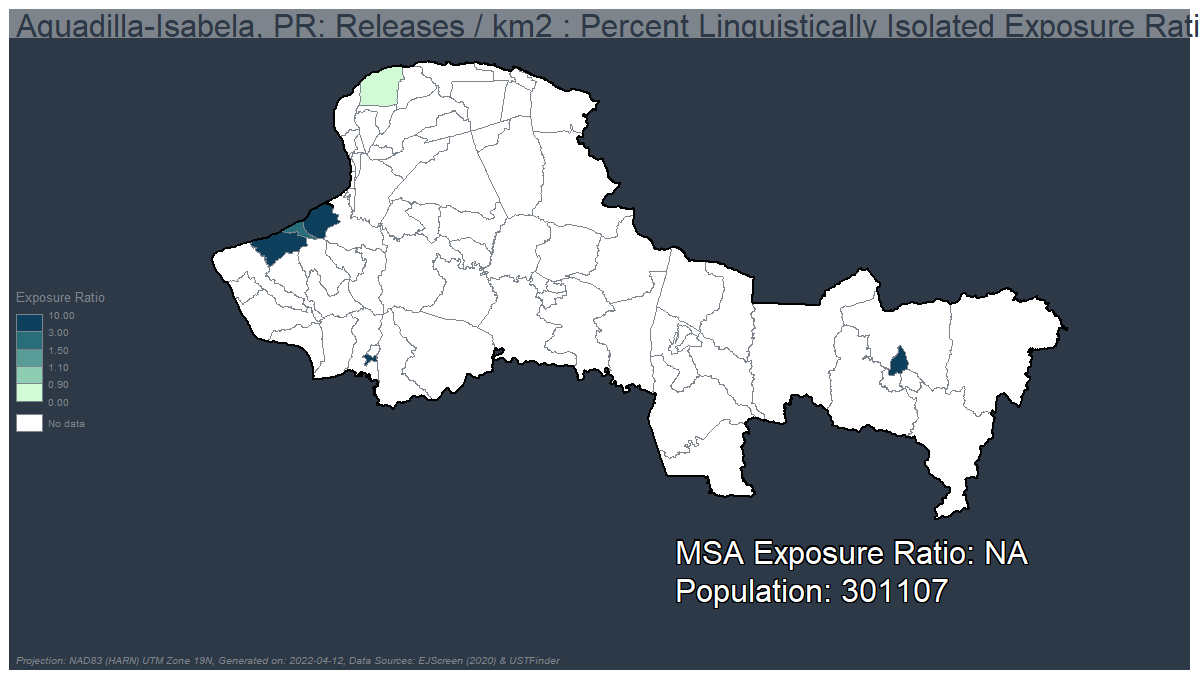 Aguadilla-Isabela, PR: Releases / km2 : Percent Linguistically Isolated Exposure Rati
Exposure Ratio
10.00
3.00
1.50
1.10
0.90
0.00
No data
MSA Exposure Ratio: NA
Population: 301107
Projection: NAD83 (HARN) UTM Zone 19N, Generated on: 2022-04-12, Data Sources: EJScreen (2020) & USTFinder